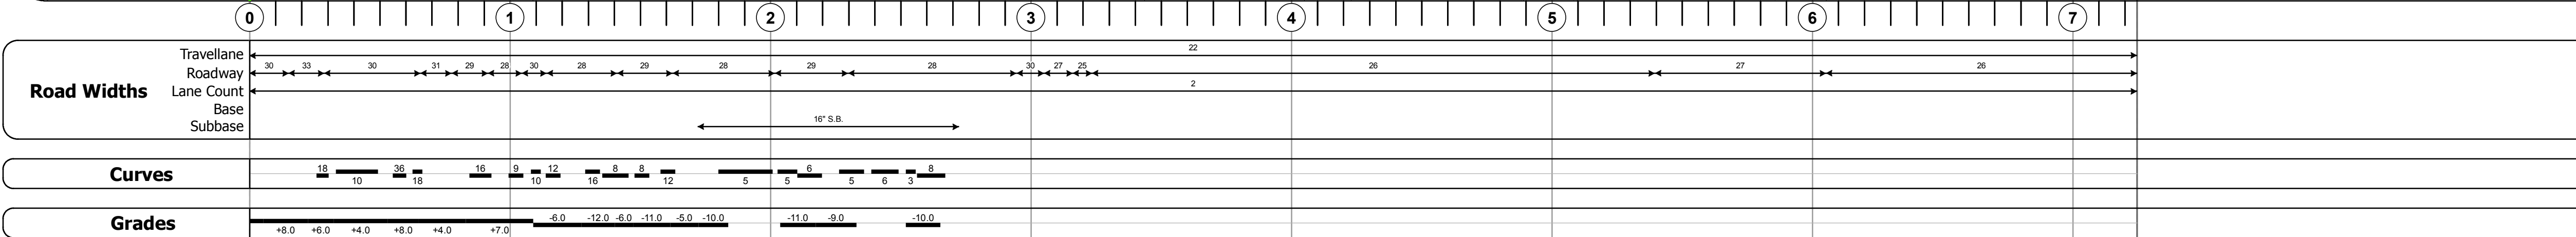 0 1 2 3 4 5 6 7
Travellane 22
Roadway 30 33 30 31 29 28 30 28 29 28 29 28 30 27 25 26 27 26
Road Widths
Lane Count 2
Base
Subbase 16" S.B.
18 36 16 9 12 8 8 6 8
Curves
10 18 10 16 12 5 5 5 6 3
-6.0 -12.0 -6.0 -11.0 -5.0 -10.0 -11.0 -9.0 -10.0
Grades
+8.0 +6.0 +4.0 +8.0 +4.0 +7.0